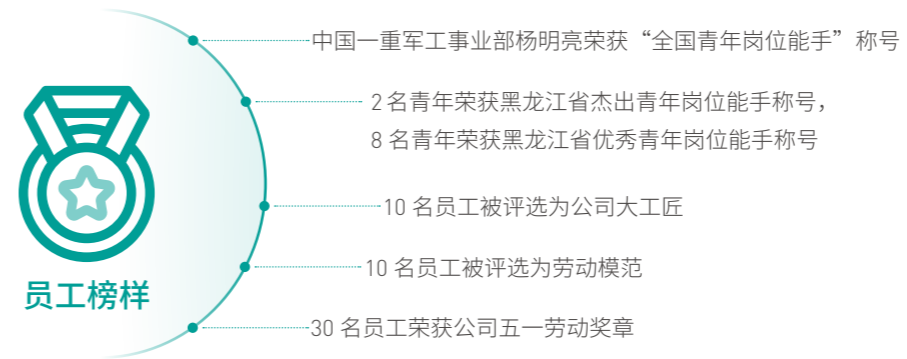 中国一重军工事业部杨明亮荣获“全国青年岗位能手”称号
2名青年荣获黑龙江省杰出青年岗位能手称号，
8 名青年荣获黑龙江省优秀青年岗位能手称号
10 名员工被评选为公司大工匠
10 名员工被评选为劳动模范
员工榜样
30 名员工荣获公司五一劳动奖章